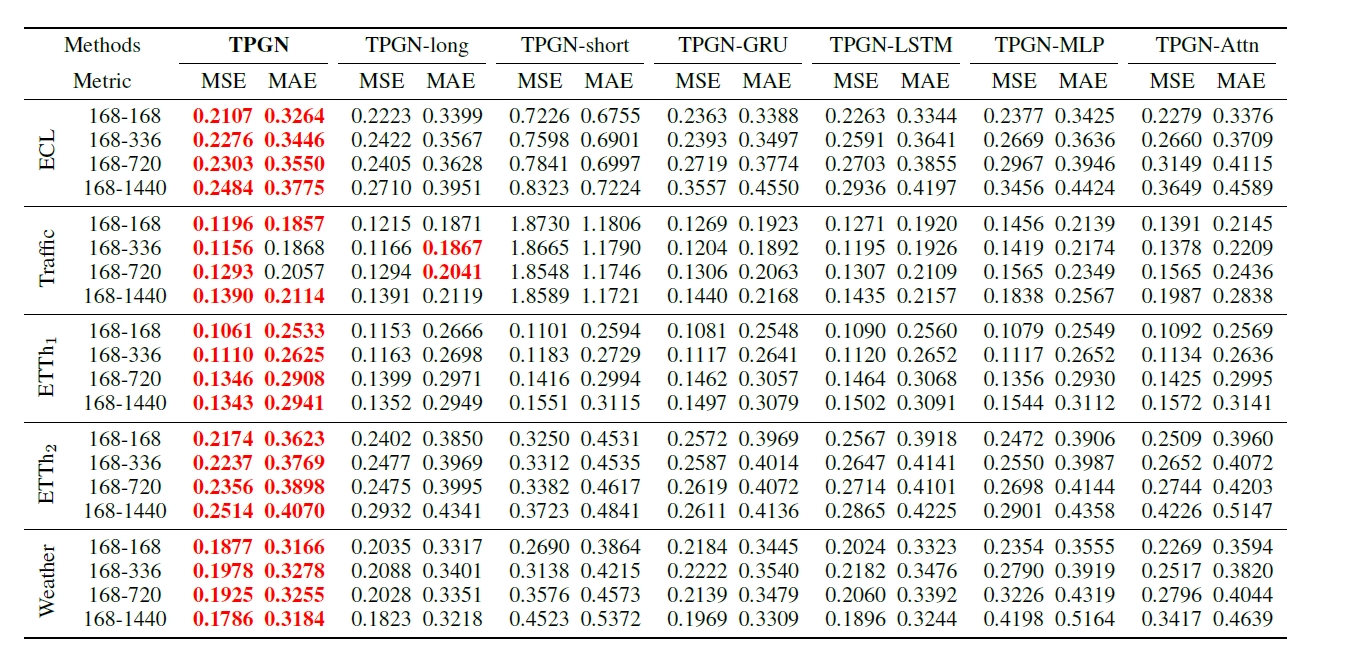 Methods TPGN TPGN-long TPGN-short TPGN-GRU TPGN-LSTM TPGN-MLP TPGN-Attn
Metric MSE MAE MSE MAE MSE MAE MSE MAE MSE MAE MSE MAE MSE MAE
ECL
168-168 0.2107 0.3264 0.2223 0.3399 0.7226 0.6755 0.2363 0.3388 0.2263 0.3344 0.2377 0.3425 0.2279 0.3376
168-336 0.2276 0.3446 0.2422 0.3567 0.7598 0.6901 0.2393 0.3497 0.2591 0.3641 0.2669 0.3636 0.2660 0.3709
168-720 0.2303 0.3550 0.2405 0.3628 0.7841 0.6997 0.2719 0.3774 0.2703 0.3855 0.2967 0.3946 0.3149 0.4115
168-1440 0.2484 0.3775 0.2710 0.3951 0.8323 0.7224 0.3557 0.4550 0.2936 0.4197 0.3456 0.4424 0.3649 0.4589
Traffic
168-168 0.1196 0.1857 0.1215 0.1871 1.8730 1.1806 0.1269 0.1923 0.1271 0.1920 0.1456 0.2139 0.1391 0.2145
168-336 0.1156 0.1868 0.1166 0.1867 1.8665 1.1790 0.1204 0.1892 0.1195 0.1926 0.1419 0.2174 0.1378 0.2209
168-720 0.1293 0.2057 0.1294 0.2041 1.8548 1.1746 0.1306 0.2063 0.1307 0.2109 0.1565 0.2349 0.1565 0.2436
168-1440 0.1390 0.2114 0.1391 0.2119 1.8589 1.1721 0.1440 0.2168 0.1435 0.2157 0.1838 0.2567 0.1987 0.2838
ETTh₁
168-168 0.1061 0.2533 0.1153 0.2666 0.1101 0.2594 0.1081 0.2548 0.1090 0.2560 0.1079 0.2549 0.1092 0.2569
168-336 0.1110 0.2625 0.1163 0.2698 0.1183 0.2729 0.1117 0.2641 0.1120 0.2652 0.1117 0.2652 0.1134 0.2636
168-720 0.1346 0.2908 0.1399 0.2971 0.1416 0.2994 0.1462 0.3057 0.1464 0.3068 0.1356 0.2930 0.1425 0.2995
168-1440 0.1343 0.2941 0.1352 0.2949 0.1551 0.3115 0.1497 0.3079 0.1502 0.3091 0.1544 0.3112 0.1572 0.3141
ETTh₂
168-168 0.2174 0.3623 0.2402 0.3850 0.3250 0.4531 0.2572 0.3969 0.2567 0.3918 0.2472 0.3906 0.2509 0.3960
168-336 0.2237 0.3769 0.2477 0.3969 0.3312 0.4535 0.2587 0.4014 0.2647 0.4141 0.2550 0.3987 0.2652 0.4072
168-720 0.2356 0.3898 0.2475 0.3995 0.3382 0.4617 0.2619 0.4072 0.2714 0.4101 0.2698 0.4144 0.2744 0.4203
168-1440 0.2514 0.4070 0.2932 0.4341 0.3723 0.4841 0.2611 0.4136 0.2865 0.4225 0.2901 0.4358 0.4226 0.5147
Weather
168-168 0.1877 0.3166 0.2035 0.3317 0.2690 0.3864 0.2184 0.3445 0.2024 0.3323 0.2354 0.3555 0.2269 0.3594
168-336 0.1978 0.3278 0.2088 0.3401 0.3138 0.4215 0.2222 0.3540 0.2182 0.3476 0.2790 0.3919 0.2517 0.3820
168-720 0.1925 0.3255 0.2028 0.3351 0.3576 0.4573 0.2139 0.3479 0.2060 0.3392 0.3226 0.4319 0.2796 0.4044
168-1440 0.1786 0.3184 0.1823 0.3218 0.4523 0.5372 0.1969 0.3309 0.1896 0.3244 0.4198 0.5164 0.3417 0.4639